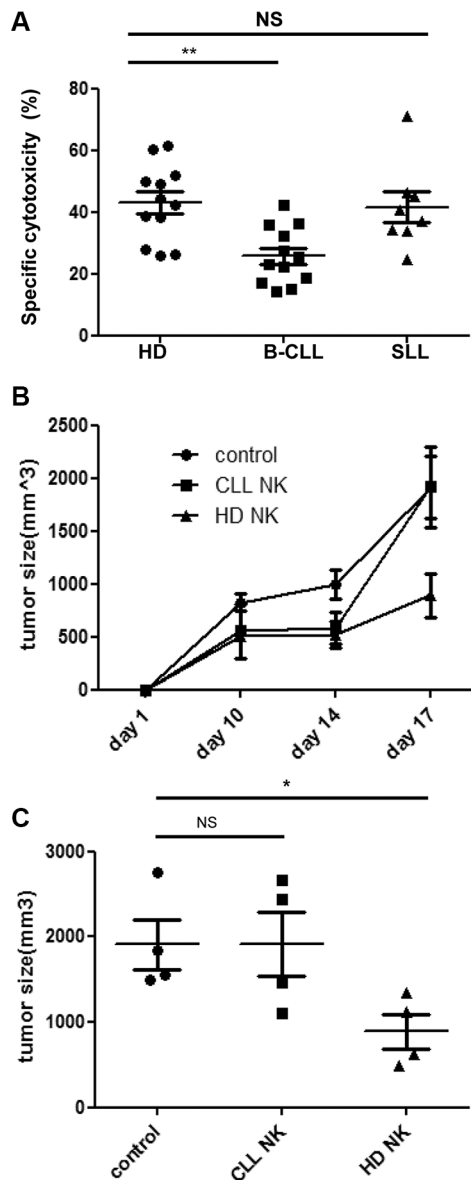 A
NS
**
Specific cytotoxicity (%)
80
60
40
20
0
HD B-CLL SLL
B
tumor size(mm^3)
2500
2000
1500
1000
500
0
control
CLL NK
HD NK
day 1 day 10 day 14 day 17
C
*
NS
tumor size(mm3)
3000
2000
1000
0
control CLL NK HD NK